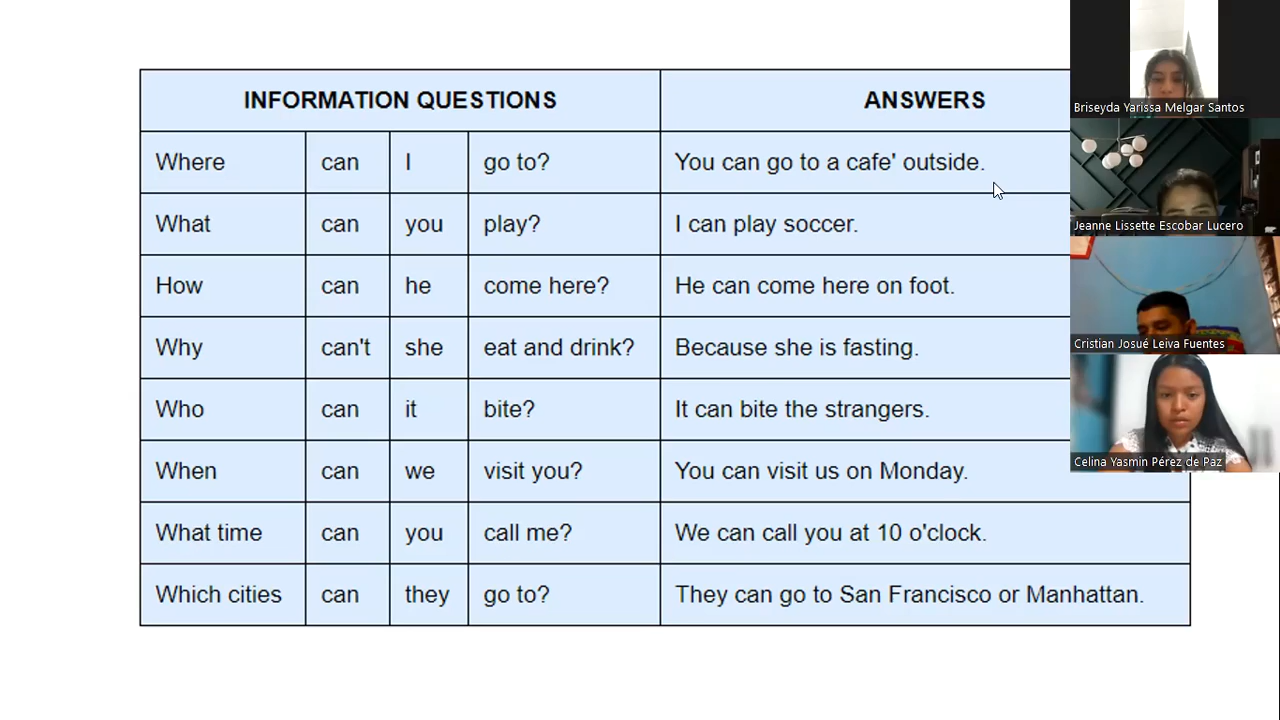 INFORMATION QUESTIONS ANSWERS
Where can I go to? You can go to a cafe' outside.
What can you play? I can play soccer.
How can he come here? He can come here on foot.
Why can't she eat and drink? Because she is fasting.
Who can it bite? It can bite the strangers.
When can we visit you? You can visit us on Monday.
What time can you call me? We can call you at 10 o'clock.
Which cities can they go to? They can go to San Francisco or Manhattan.
Briseyda Yarissa Melgar Santos
Jeanne Lissette Escobar Lucero
Cristian Josué Leiva Fuentes
Celina Yasmin Pérez de Paz